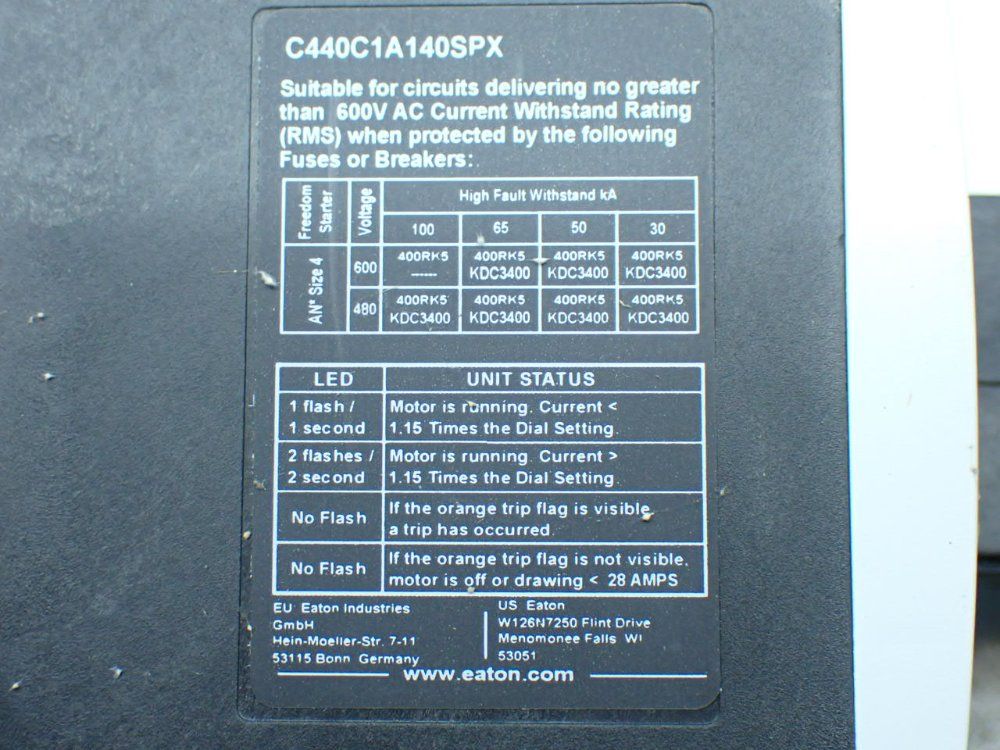 C440C1A140SPX
Suitable for circuits delivering no greater
than 600V AC Current Withstand Rating
(RMS) when protected by the following
Fuses or Breakers:
Freedom
Starter
Voltage
High Fault Withstand kA
100 65 50 30
AN* Size 4
600
400RK5 400RK5 400RK5 400RK5
------ KDC3400 KDC3400 KDC3400
480
400RK5 400RK5 400RK5 400RK5
KDC3400 KDC3400 KDC3400 KDC3400
LED UNIT STATUS
1 flash / Motor is running. Current <
1 second 1.15 Times the Dial Setting.
2 flashes / Motor is running. Current >
2 second 1.15 Times the Dial Setting.
No Flash
If the orange trip flag is visible,
a trip has occurred.
No Flash
If the orange trip flag is not visible,
motor is off or drawing < 28 AMPS
EU Eaton Industries
GmbH
Hein-Moeller-Str. 7-11
53115 Bonn Germany
US Eaton
W126N7250 Flint Drive
Menomonee Falls WI
53051
www.eaton.com